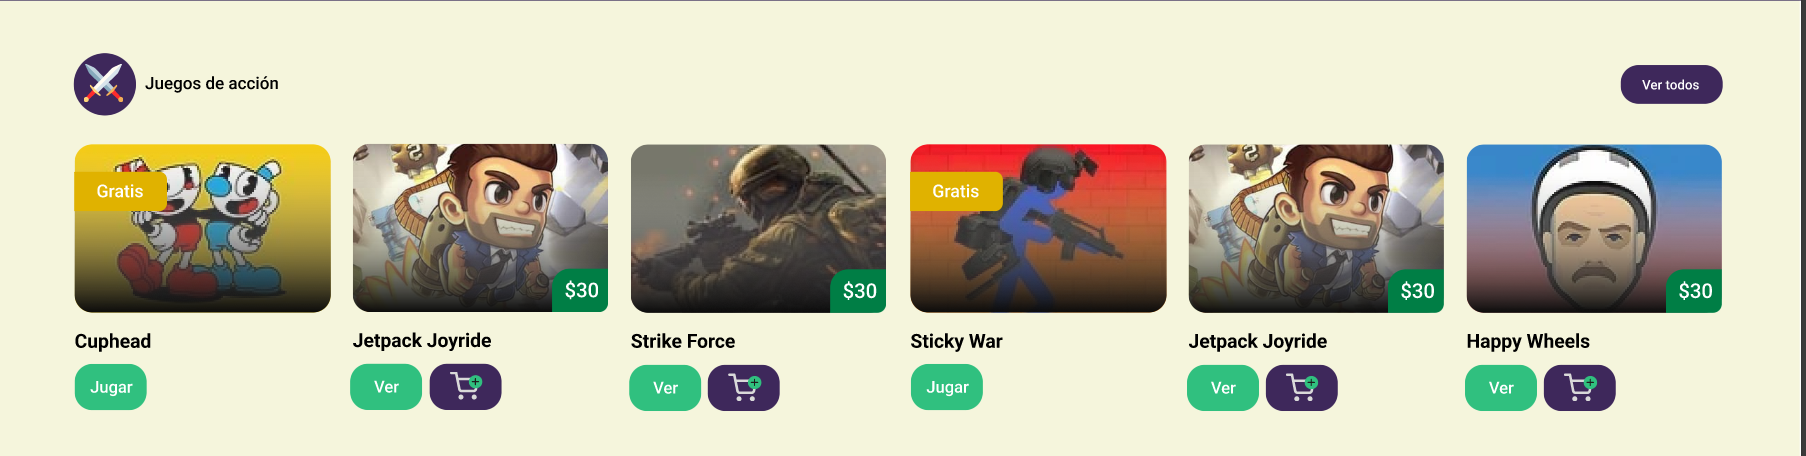 Juegos de acción
Ver todos
Gratis
$30
$30
Gratis
$30
$30
Cuphead
Jetpack Joyride
Strike Force
Sticky War
Jetpack Joyride
Happy Wheels
Jugar
Ver
Ver
Jugar
Ver
Ver